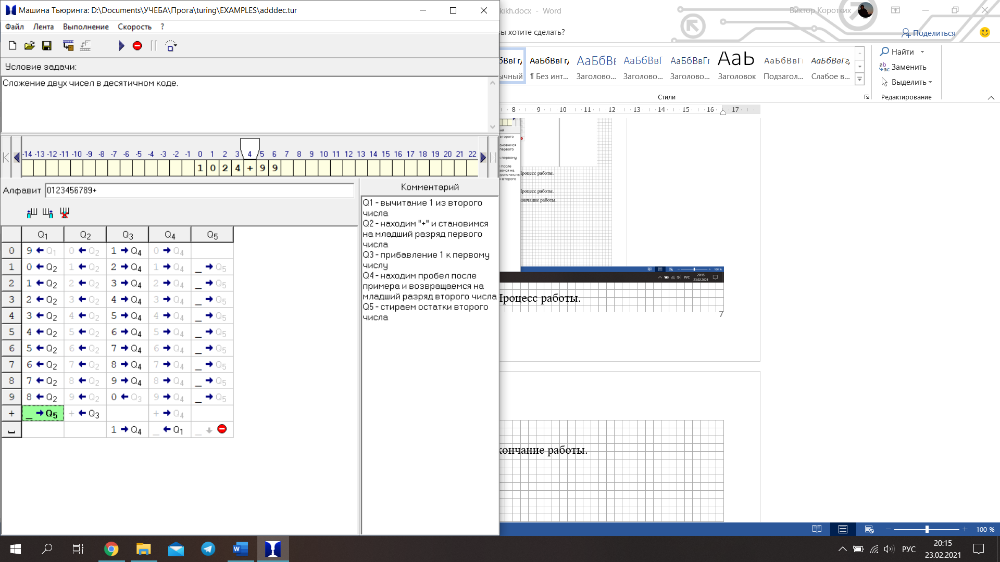 Машина Тьюринга: D:\Documents\УЧЕБА\Прога\turing\EXAMPLES\adddec.tur
Файл Лента Выполнение Скорость ?
Условие задачи:
Сложение двух чисел в десятичном коде.
-14 -13 -12 -11 -10 -9 -8 -7 -6 -5 -4 -3 -2 -1 0 1 2 3 4 5 6 7 8 9 10 11 12 13 14 15 16 17 18 19 20 21 22
1 0 2 4 + 9 9
Алфавит 0123456789+
Q1 Q2 Q3 Q4 Q5
0 9 ← Q1 0 ← Q2 1 → Q4 0 → Q4
1 0 ← Q2 1 ← Q2 2 → Q4 1 → Q4 _ → Q5
2 1 ← Q2 2 ← Q2 3 → Q4 2 → Q4 _ → Q5
3 2 ← Q2 3 ← Q2 4 → Q4 3 → Q4 _ → Q5
4 3 ← Q2 4 ← Q2 5 → Q4 4 → Q4 _ → Q5
5 4 ← Q2 5 ← Q2 6 → Q4 5 → Q4 _ → Q5
6 5 ← Q2 6 ← Q2 7 → Q4 6 → Q4 _ → Q5
7 6 ← Q2 7 ← Q2 8 → Q4 7 → Q4 _ → Q5
8 7 ← Q2 8 ← Q2 9 → Q4 8 → Q4 _ → Q5
9 8 ← Q2 9 ← Q2 0 ← Q3 9 → Q4 _ → Q5
+ _ → Q5 + ← Q3 + → Q4
␣ 1 → Q4 _ ← Q1 _ ↓
Комментарий
Q1 - вычитание 1 из второго
числа
Q2 - находим "+" и становимся
на младший разряд первого
числа
Q3 - прибавление 1 к первому
числу
Q4 - находим пробел после
примера и возвращаемся на
младший разряд второго числа
Q5 - стираем остатки второго
числа
kikh.docx - Word
Виктор Коротких
вы хотите сделать?
Поделиться
АаБбВвГг, АаБбВвГг, АаБбВв АаБбВвГ АаБбВвГг АаЬ АаБбВвГг АаБбВвГг,
ычный ¶ Без инт... Заголово... Заголово... Заголово... Заголовок Подзагол... Слабое в...
Стили
Найти
Заменить
Выделить
Редактирование
8 9 10 11 12 13 14 15 16 17
Процесс работы.
Процесс работы.
кончание работы.
100 %
РУС 20:15
23.02.2021
Процесс работы.
7
кончание работы.
100 %
РУС
20:15
23.02.2021